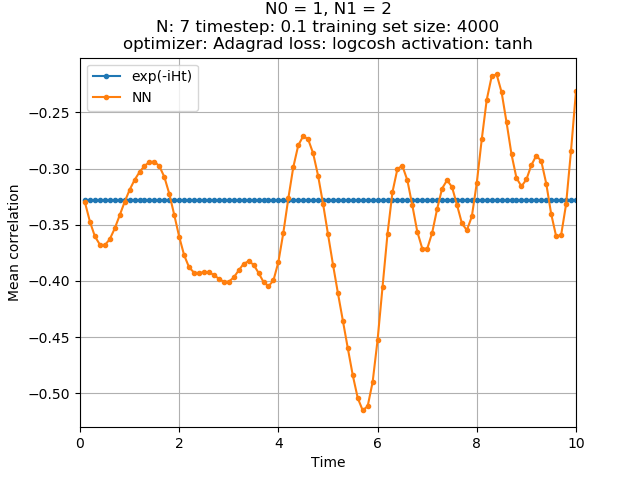 N0 = 1, N1 = 2
N: 7 timestep: 0.1 training set size: 4000
optimizer: Adagrad loss: logcosh activation: tanh
exp(-iHt)
NN
−0.25
−0.30
−0.35
−0.40
−0.45
−0.50
Mean correlation
0 2 4 6 8 10
Time